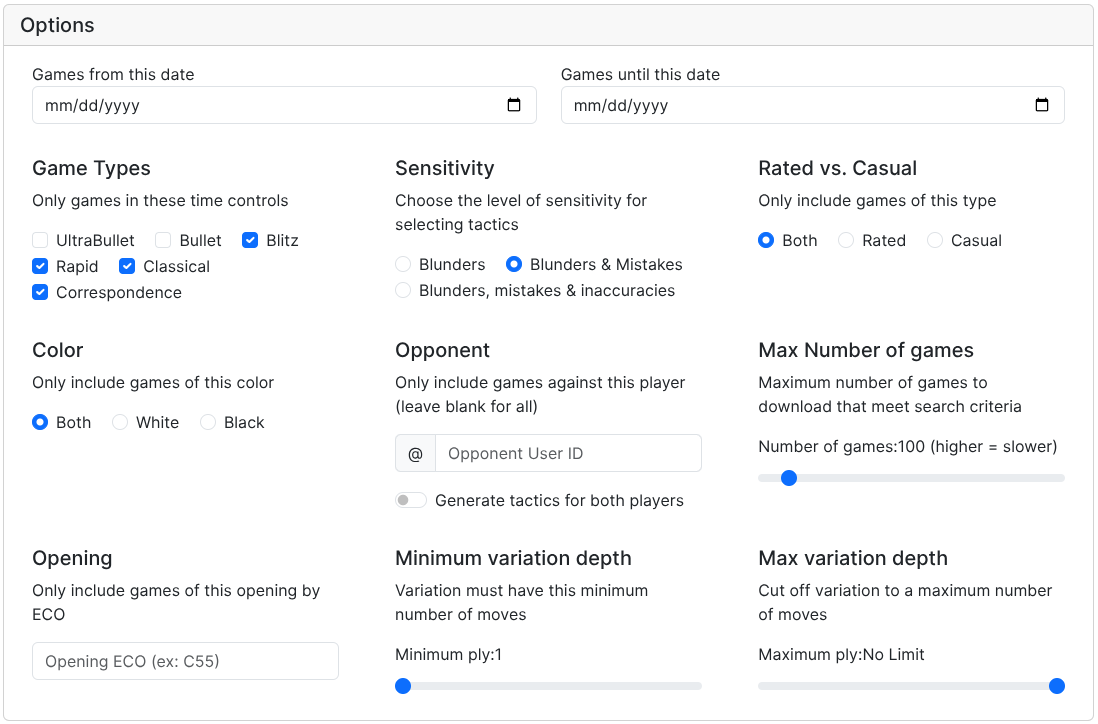 Options
Games from this date
mm/dd/yyyy
Games until this date
mm/dd/yyyy
Game Types
Only games in these time controls
UltraBullet Bullet Blitz
Rapid Classical
Correspondence
Sensitivity
Choose the level of sensitivity for
selecting tactics
Blunders Blunders & Mistakes
Blunders, mistakes & inaccuracies
Rated vs. Casual
Only include games of this type
Both Rated Casual
Color
Only include games of this color
Both White Black
Opponent
Only include games against this player
(leave blank for all)
@ Opponent User ID
Generate tactics for both players
Max Number of games
Maximum number of games to
download that meet search criteria
Number of games:100 (higher = slower)
Opening
Only include games of this opening by
ECO
Opening ECO (ex: C55)
Minimum variation depth
Variation must have this minimum
number of moves
Minimum ply:1
Max variation depth
Cut off variation to a maximum number
of moves
Maximum ply:No Limit